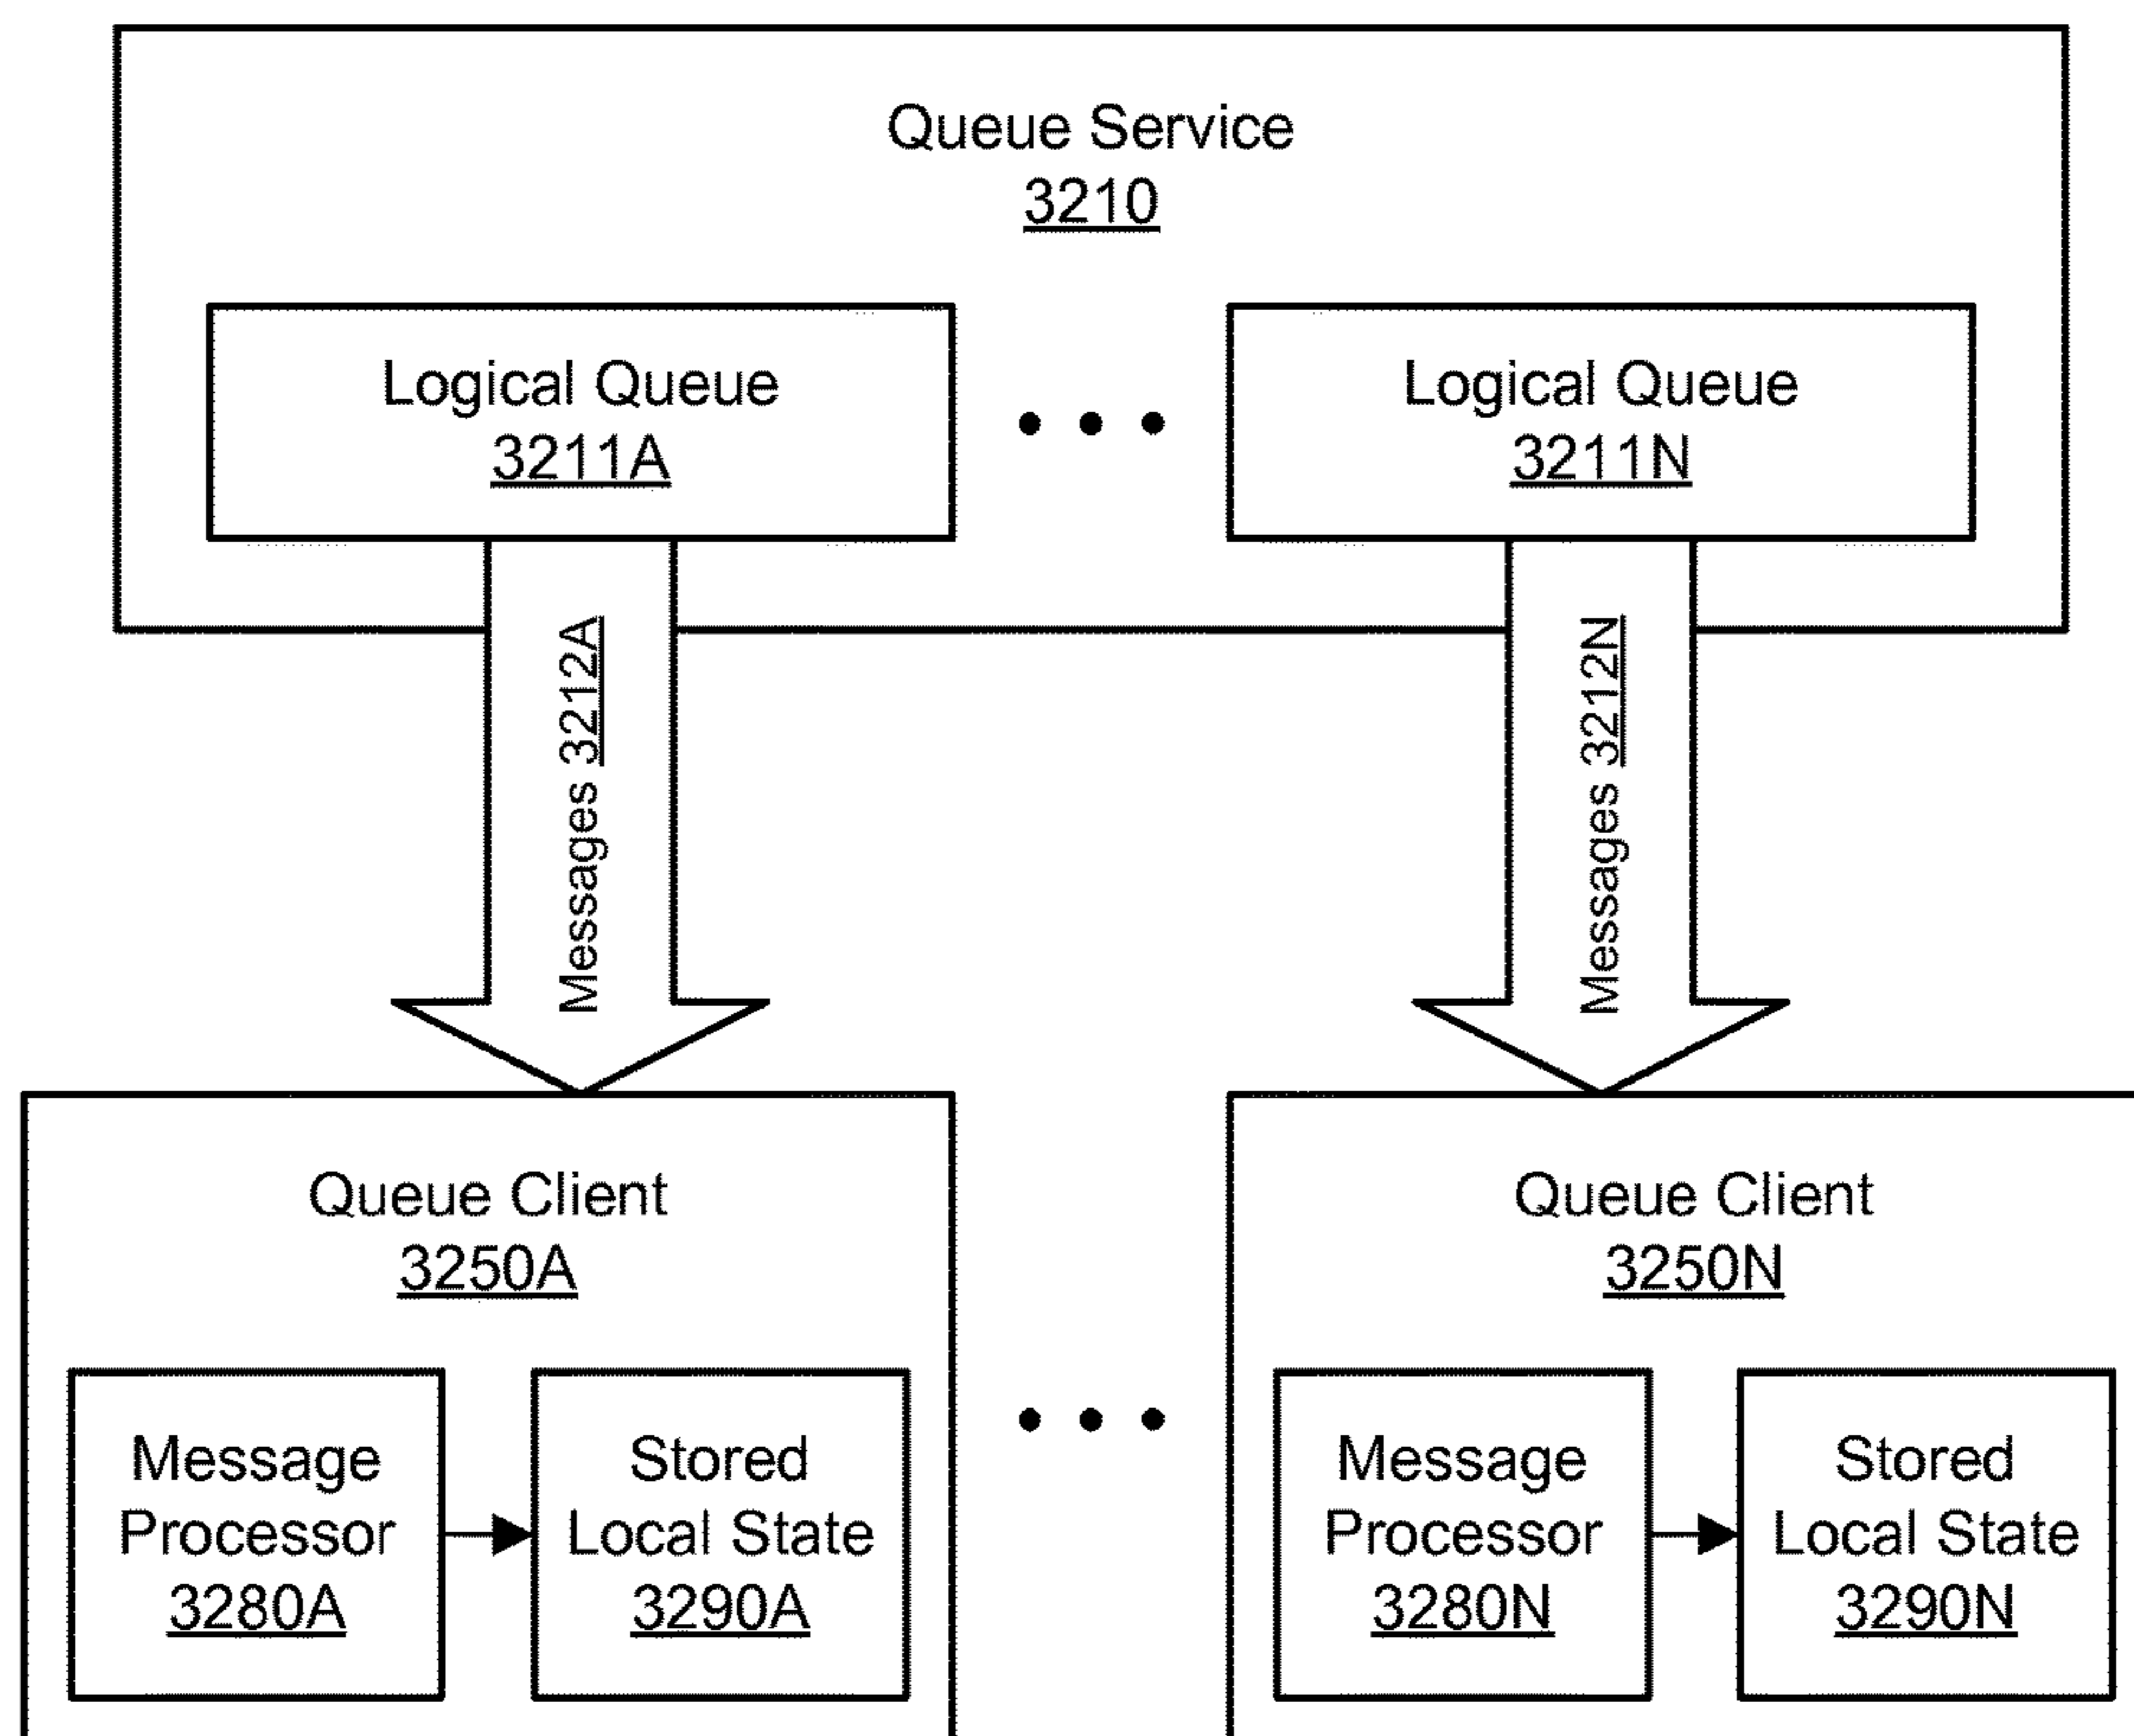 Queue Service
3210
Logical Queue
3211A
• • •
Logical Queue
3211N
Messages 3212A
Messages 3212N
Queue Client
3250A
Message
Processor
3280A
Stored
Local State
3290A
• • •
Queue Client
3250N
Message
Processor
3280N
Stored
Local State
3290N